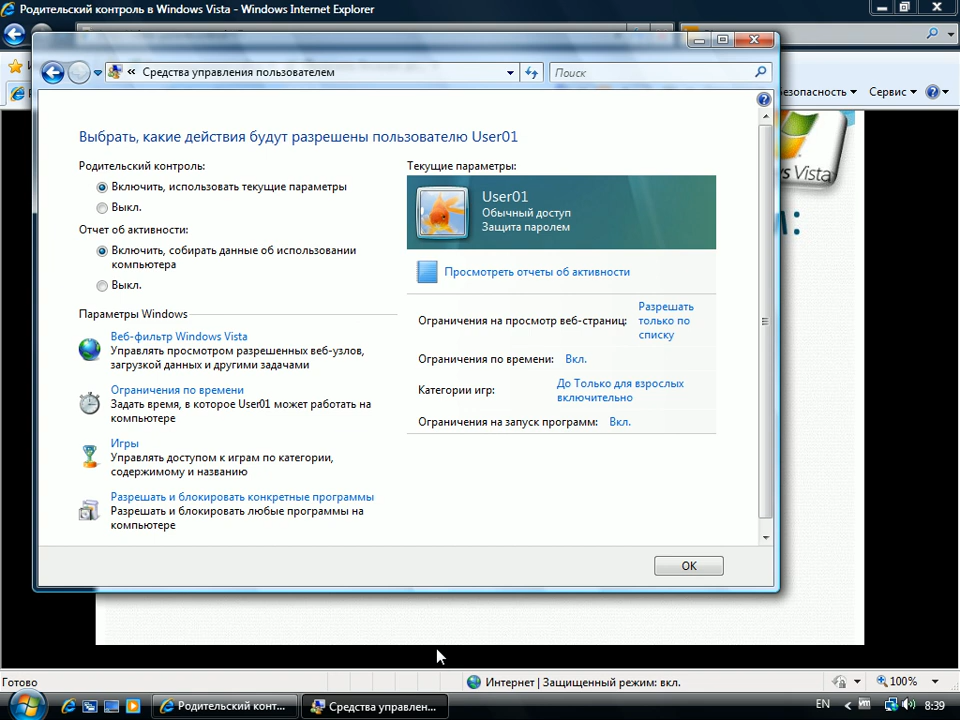 Родительский контроль в Windows Vista - Windows Internet Explorer
Средства управления пользователем
Поиск
Безопасность
Сервис
Выбрать, какие действия будут разрешены пользователю User01
Родительский контроль:
Включить, использовать текущие параметры
Выкл.
Отчет об активности:
Включить, собирать данные об использовании
компьютера
Выкл.
Параметры Windows
Веб-фильтр Windows Vista
Управлять просмотром разрешенных веб-узлов,
загрузкой данных и другими задачами
Ограничения по времени
Задать время, в которое User01 может работать на
компьютере
Игры
Управлять доступом к играм по категории,
содержимому и названию
Разрешать и блокировать конкретные программы
Разрешать и блокировать любые программы на
компьютере
Текущие параметры:
User01
Обычный доступ
Защита паролем
Просмотреть отчеты об активности
Ограничения на просмотр веб-страниц: Разрешать
только по
списку
Ограничения по времени: Вкл.
Категории игр: До Только для взрослых
включительно
Ограничения на запуск программ: Вкл.
OK
Vista
Готово
Интернет | Защищенный режим: вкл.
100%
Родительский конт...
Средства управлен...
EN
8:39